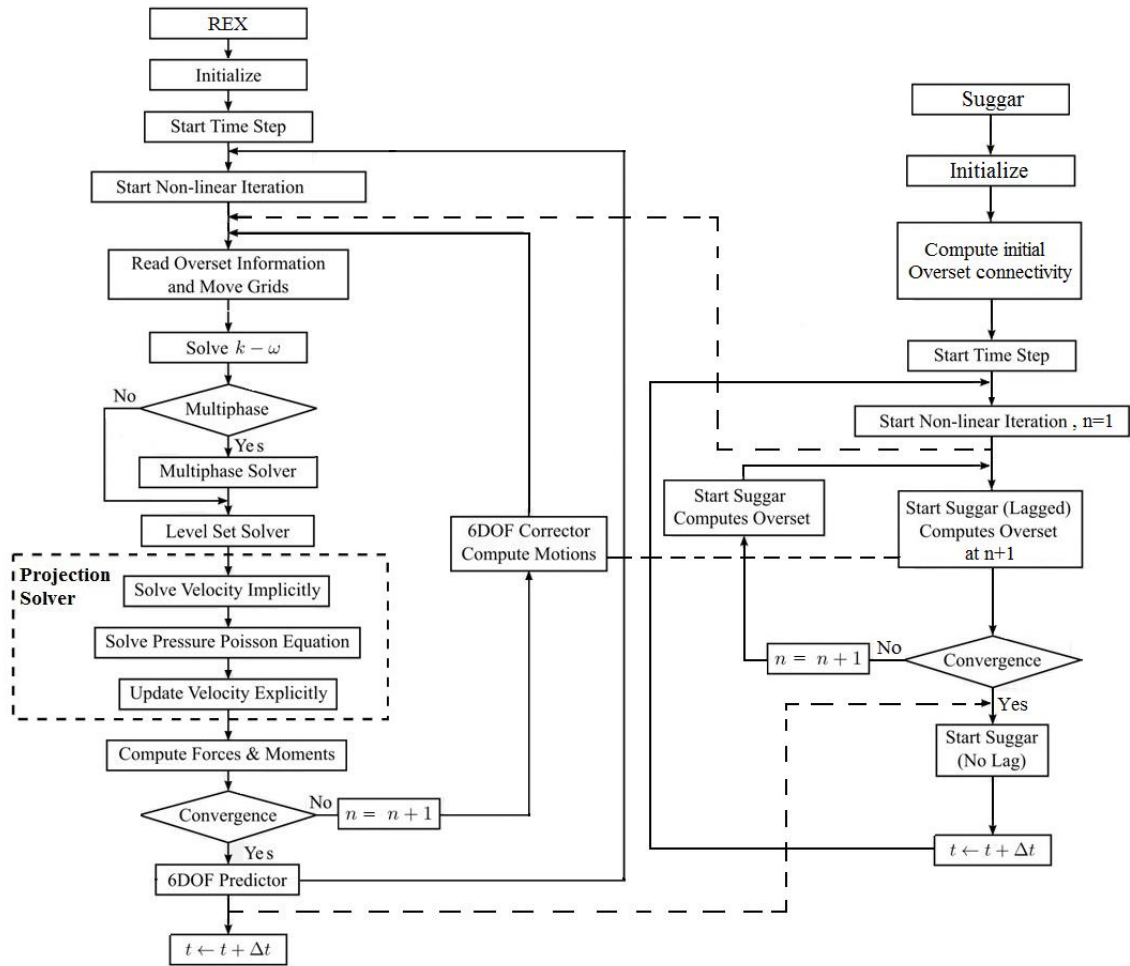 REX
Initialize
Start Time Step
Start Non-linear Iteration
Read Overset Information
and Move Grids
Solve k − ω
No
Multiphase
Yes
Multiphase Solver
Level Set Solver
Projection
Solver
Solve Velocity Implicitly
Solve Pressure Poisson Equation
Update Velocity Explicitly
Compute Forces & Moments
Convergence
No
n = n + 1
Yes
6DOF Predictor
t ← t + Δt
6DOF Corrector
Compute Motions
Suggar
Initialize
Compute initial
Overset connectivity
Start Time Step
Start Non-linear Iteration , n=1
Start Suggar
Computes Overset
Start Suggar (Lagged)
Computes Overset
at n+1
n = n + 1
No
Convergence
Yes
Start Suggar
(No Lag)
t ← t + Δt